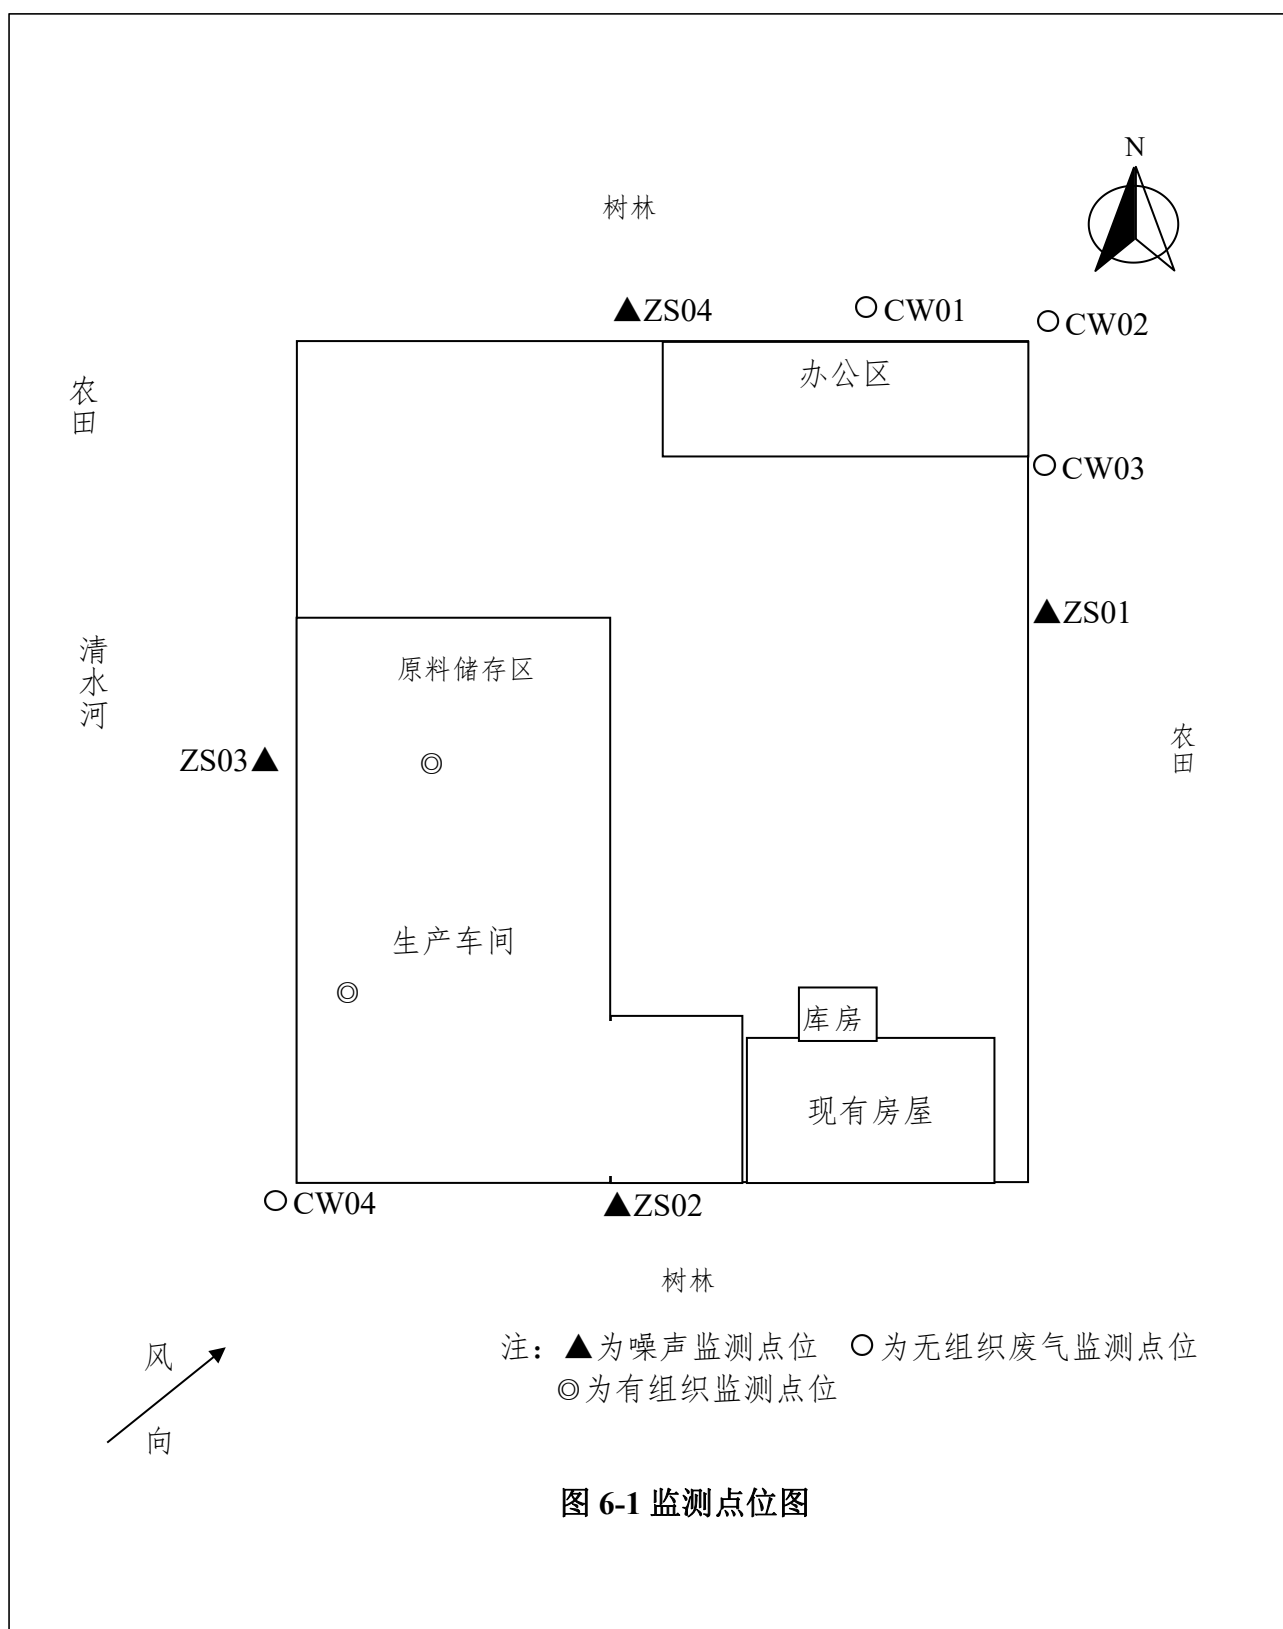 N
树林
▲ZS04
○CW01
○CW02
办公区
农田
○CW03
▲ZS01
清水河
原料储存区
农田
ZS03▲
◎
生产车间
◎
库房
现有房屋
○CW04
▲ZS02
树林
风向
注：▲为噪声监测点位 ○为无组织废气监测点位
◎为有组织监测点位
图 6-1 监测点位图